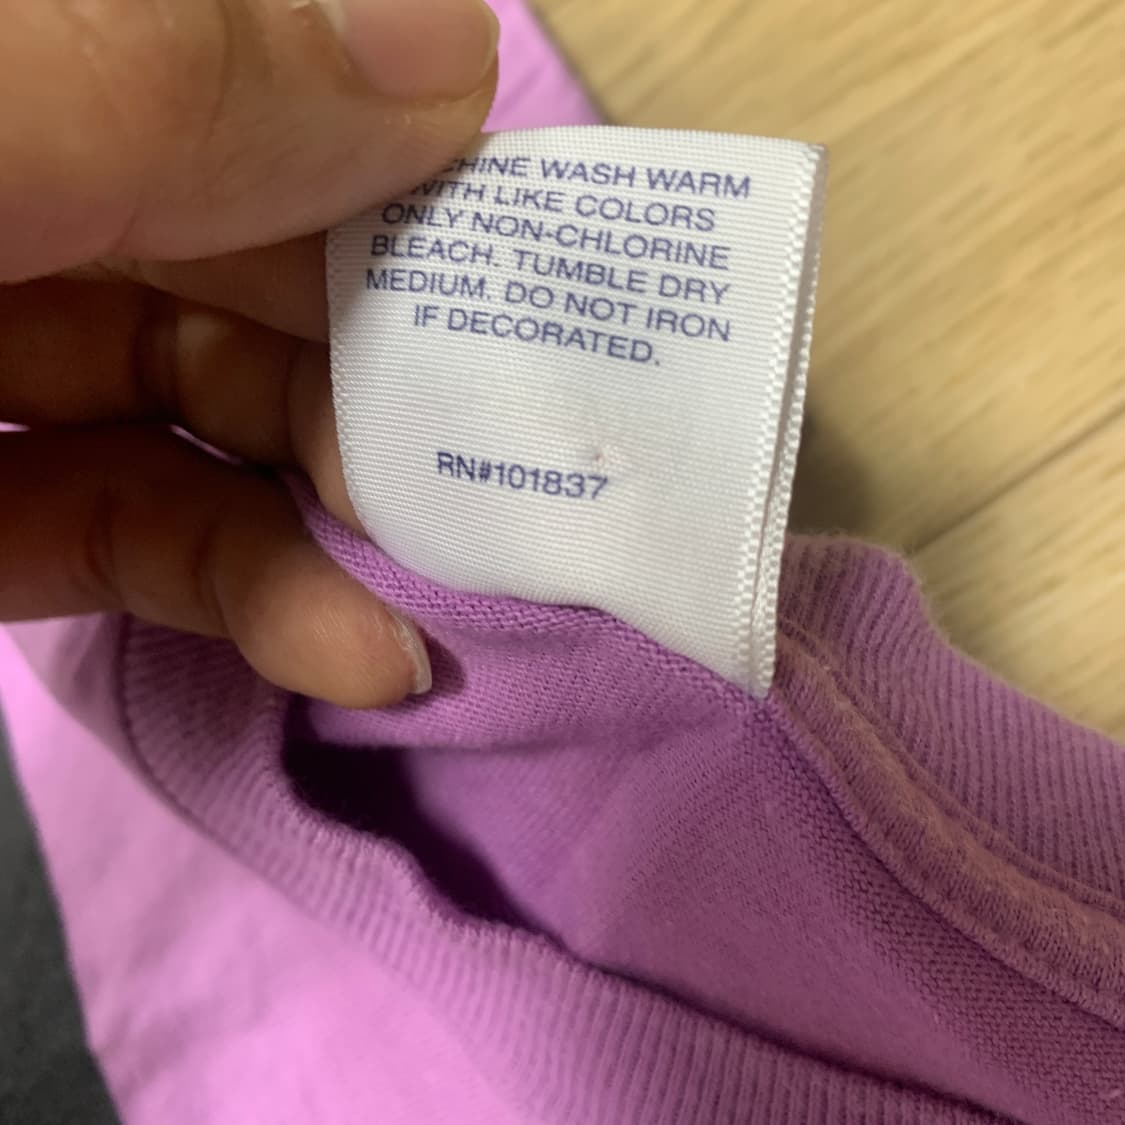 CHINE WASH WARM
WITH LIKE COLORS
ONLY NON-CHLORINE
BLEACH. TUMBLE DRY
MEDIUM. DO NOT IRON
IF DECORATED.
RN#101837